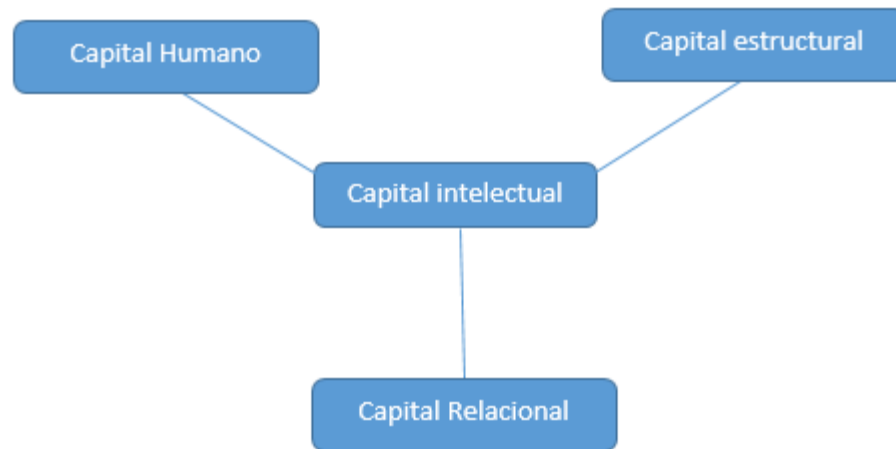 Capital Humano
Capital estructural
Capital intelectual
Capital Relacional